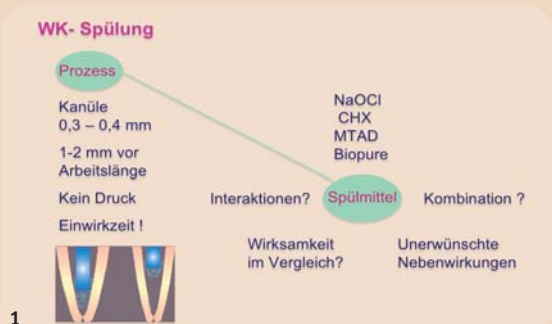 WK- Spülung
Prozess
Kanüle
0,3 – 0,4 mm
1-2 mm vor
Arbeitslänge
Kein Druck
Einwirkzeit !
NaOCl
CHX
MTAD
Biopure
Interaktionen?
Spülmittel
Kombination ?
Wirksamkeit
im Vergleich?
Unerwünschte
Nebenwirkungen
1